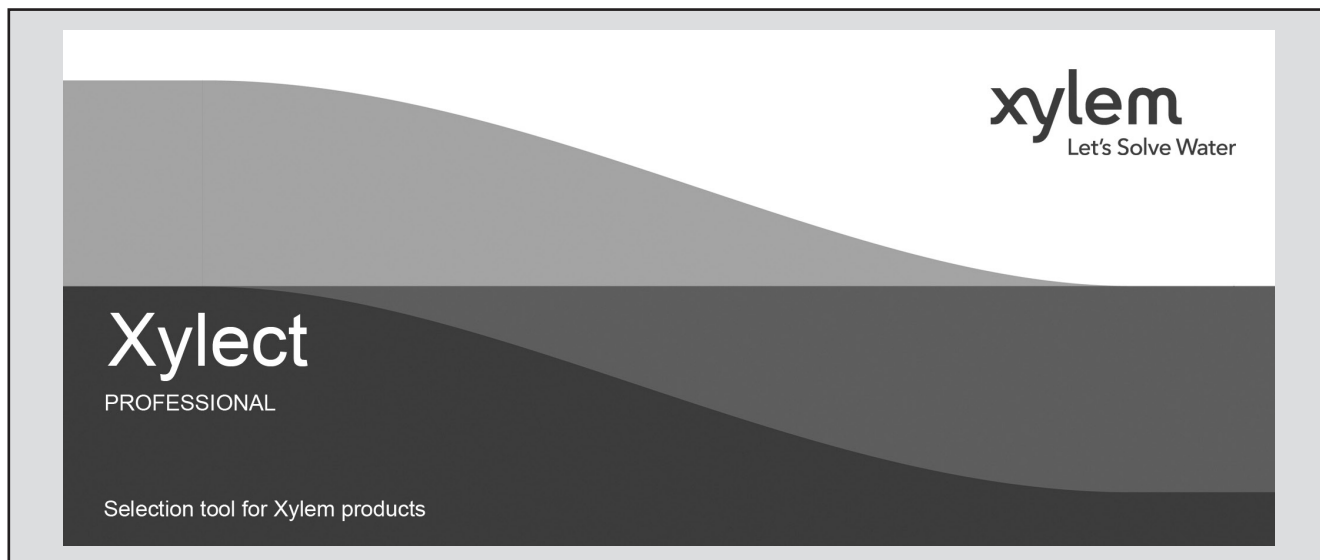 xylem
Let's Solve Water
Xylect
PROFESSIONAL
Selection tool for Xylem products